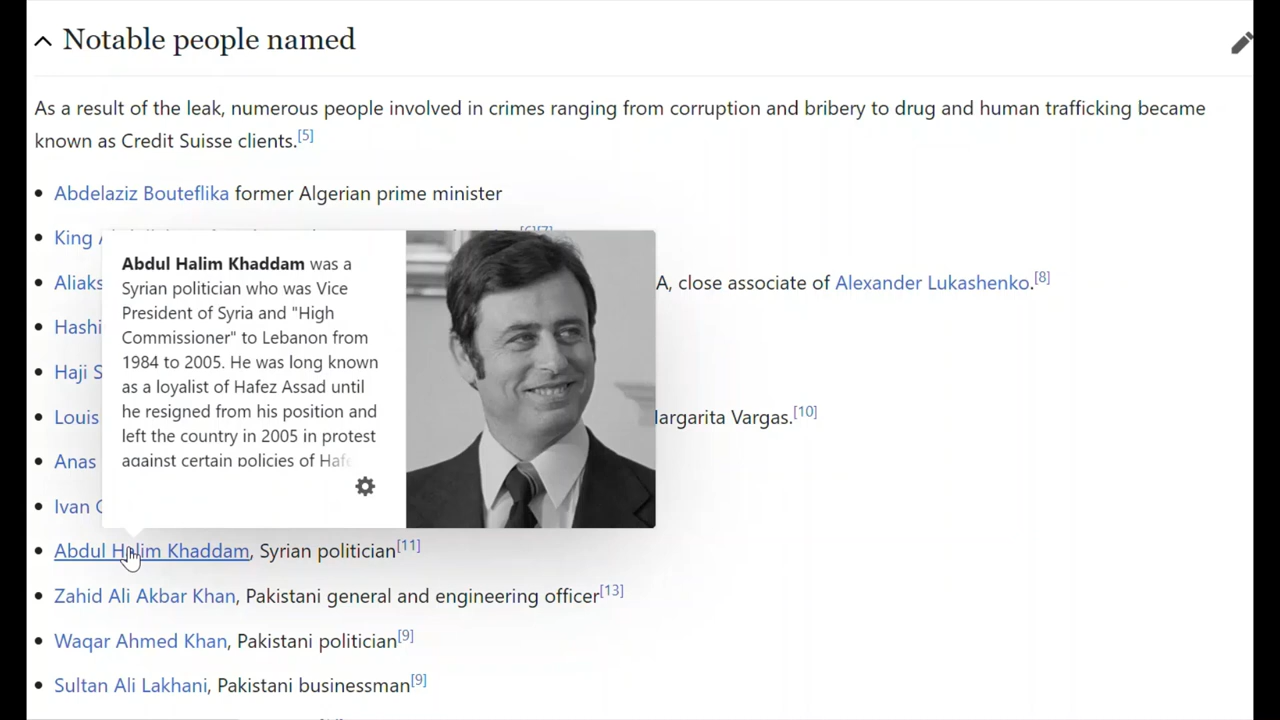 Notable people named
As a result of the leak, numerous people involved in crimes ranging from corruption and bribery to drug and human trafficking became
known as Credit Suisse clients.[5]
Abdelaziz Bouteflika former Algerian prime minister
King
Abdul Halim Khaddam was a
Syrian politician who was Vice
President of Syria and "High
Commissioner" to Lebanon from
1984 to 2005. He was long known
as a loyalist of Hafez Assad until
he resigned from his position and
left the country in 2005 in protest
against certain policies of
Aliaks A, close associate of Alexander Lukashenko.[8]
Hashi
Haji S
Louis Margarita Vargas.[10]
Anas
Ivan
Abdul Halim Khaddam, Syrian politician[11]
Zahid Ali Akbar Khan, Pakistani general and engineering officer[13]
Waqar Ahmed Khan, Pakistani politician[9]
Sultan Ali Lakhani, Pakistani businessman[9]